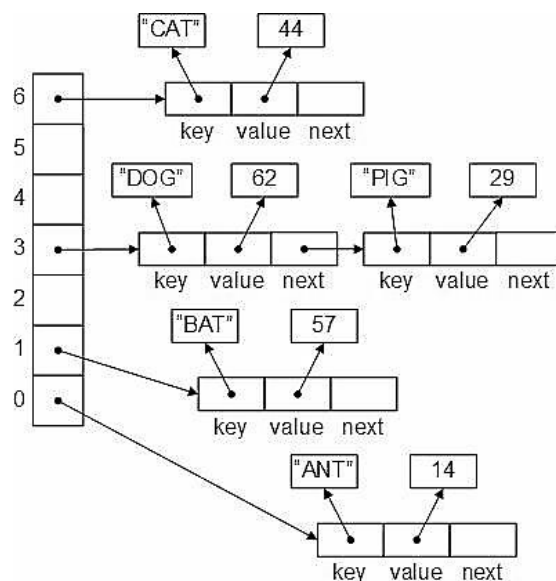 "CAT" 44
6
key value next
5
4
"DOG" 62 "PIG" 29
3
key value next key value next
2
"BAT" 57
1
0
key value next
"ANT" 14
key value next